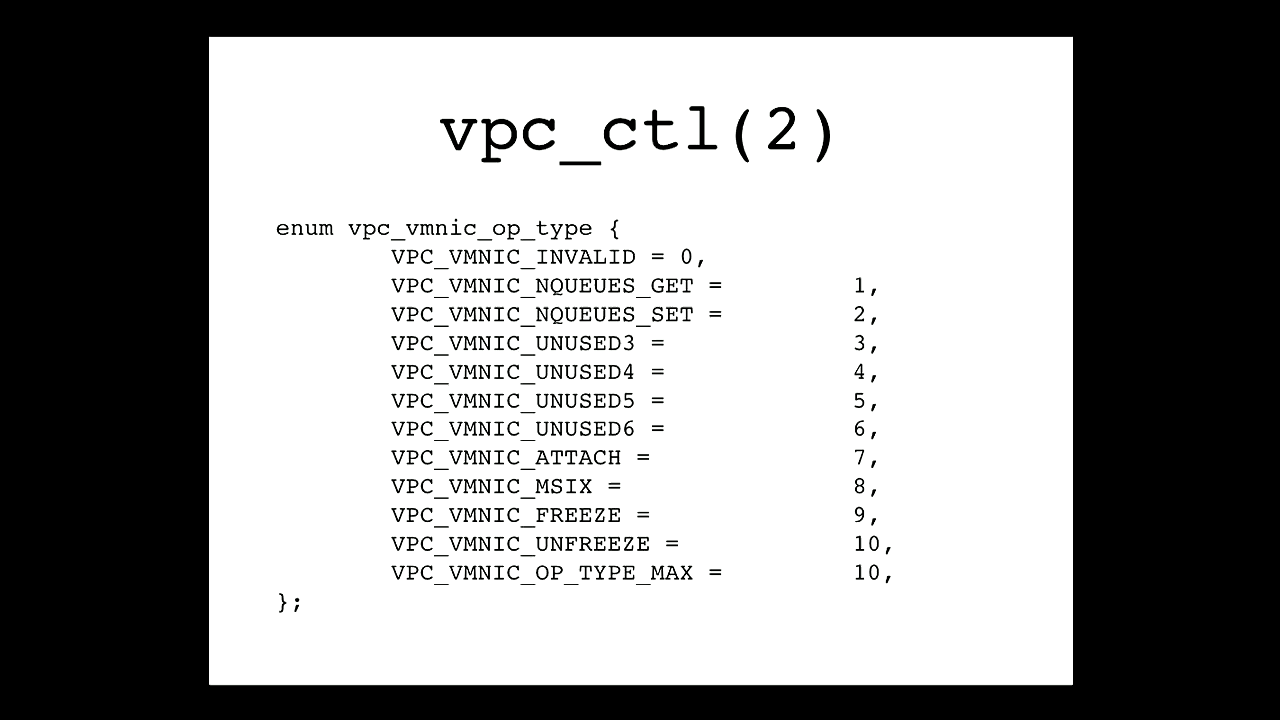 vpc_ctl(2)
enum vpc_vmnic_op_type {
VPC_VMNIC_INVALID = 0,
VPC_VMNIC_NQUEUES_GET = 1,
VPC_VMNIC_NQUEUES_SET = 2,
VPC_VMNIC_UNUSED3 = 3,
VPC_VMNIC_UNUSED4 = 4,
VPC_VMNIC_UNUSED5 = 5,
VPC_VMNIC_UNUSED6 = 6,
VPC_VMNIC_ATTACH = 7,
VPC_VMNIC_MSIX = 8,
VPC_VMNIC_FREEZE = 9,
VPC_VMNIC_UNFREEZE = 10,
VPC_VMNIC_OP_TYPE_MAX = 10,
};